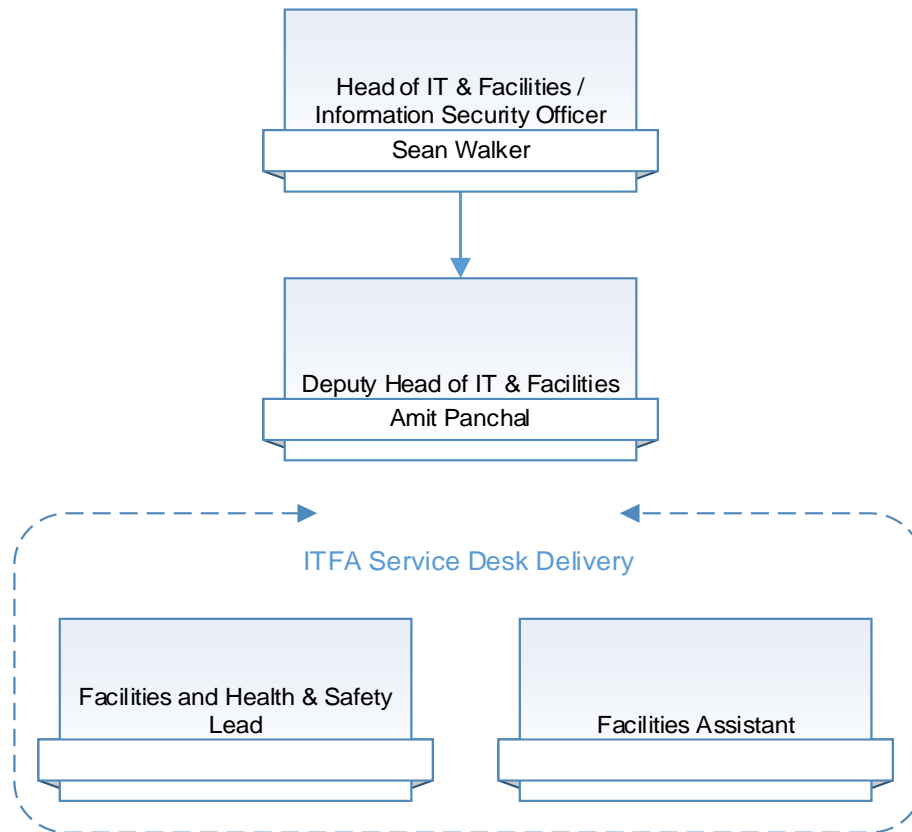 Head of IT & Facilities /
Information Security Officer
Sean Walker
Deputy Head of IT & Facilities
Amit Panchal
ITFA Service Desk Delivery
Facilities and Health & Safety
Lead
Facilities Assistant